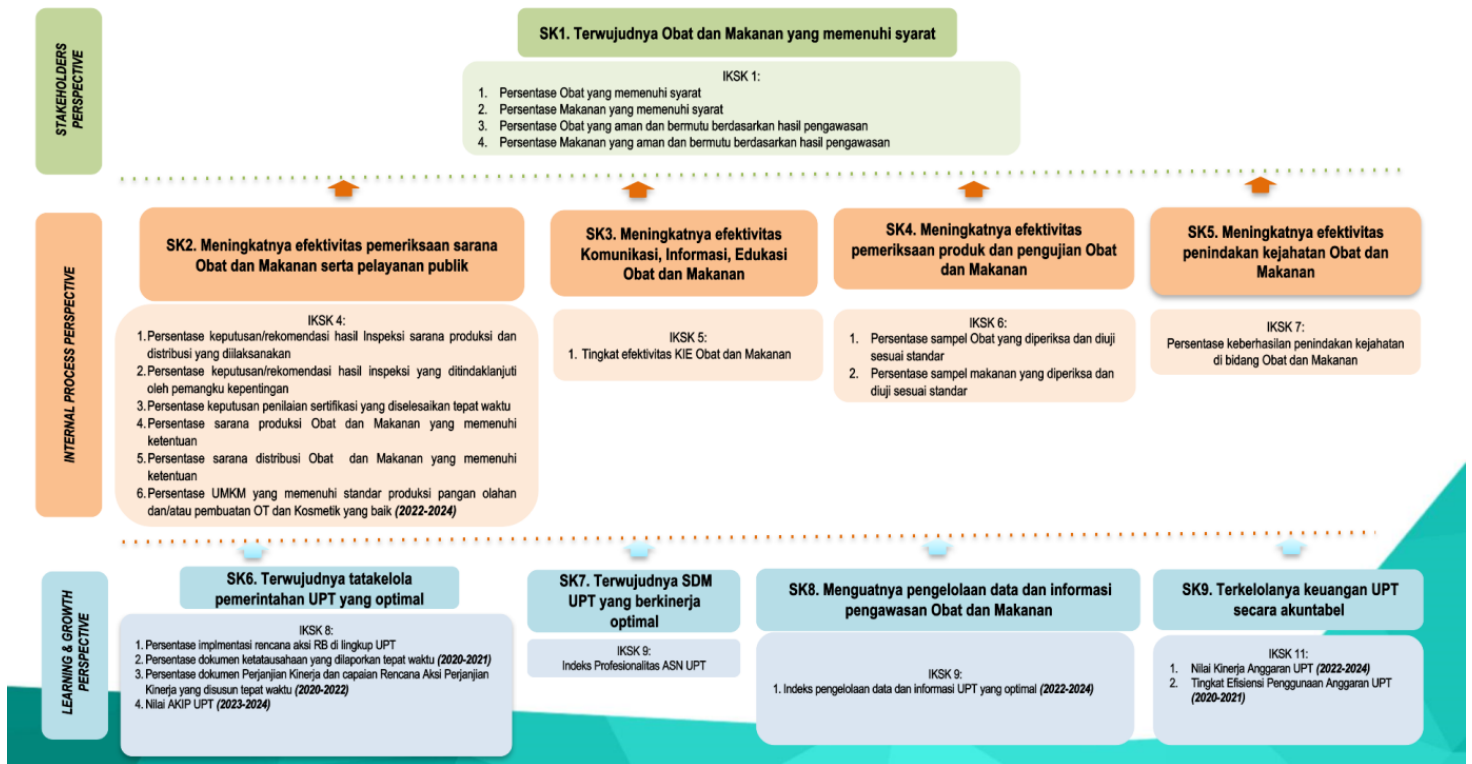 STAKEHOLDERS
PERSPECTIVE
SK1. Terwujudnya Obat dan Makanan yang memenuhi syarat
IKSK 1:
1. Persentase Obat yang memenuhi syarat
2. Persentase Makanan yang memenuhi syarat
3. Persentase Obat yang aman dan bermutu berdasarkan hasil pengawasan
4. Persentase Makanan yang aman dan bermutu berdasarkan hasil pengawasan
INTERNAL PROCESS PERSPECTIVE
SK2. Meningkatnya efektivitas pemeriksaan sarana
Obat dan Makanan serta pelayanan publik
IKSK 4:
1. Persentase keputusan/rekomendasi hasil Inspeksi sarana produksi dan
distribusi yang diilaksanakan
2. Persentase keputusan/rekomendasi hasil inspeksi yang ditindaklanjuti
oleh pemangku kepentingan
3. Persentase keputusan penilaian sertifikasi yang diselesaikan tepat waktu
4. Persentase sarana produksi Obat dan Makanan yang memenuhi
ketentuan
5. Persentase sarana distribusi Obat dan Makanan yang memenuhi
ketentuan
6. Persentase UMKM yang memenuhi standar produksi pangan olahan
dan/atau pembuatan OT dan Kosmetik yang baik (2022-2024)
SK3. Meningkatnya efektivitas
Komunikasi, Informasi, Edukasi
Obat dan Makanan
IKSK 5:
1. Tingkat efektivitas KIE Obat dan Makanan
SK4. Meningkatnya efektivitas
pemeriksaan produk dan pengujian Obat
dan Makanan
IKSK 6:
1. Persentase sampel Obat yang diperiksa dan diuji
sesuai standar
2. Persentase sampel makanan yang diperiksa dan
diuji sesuai standar
SK5. Meningkatnya efektivitas
penindakan kejahatan Obat dan
Makanan
IKSK 7:
Persentase keberhasilan penindakan kejahatan
di bidang Obat dan Makanan
LEARNING & GROWTH
PERSPECTIVE
SK6. Terwujudnya tatakelola
pemerintahan UPT yang optimal
IKSK 8:
1. Persentase implmentasi rencana aksi RB di lingkup UPT
2. Persentase dokumen ketatausahaan yang dilaporkan tepat waktu (2020-2021)
3. Persentase dokumen Perjanjian Kinerja dan capaian Rencana Aksi Perjanjian
Kinerja yang disusun tepat waktu (2020-2022)
4. Nilai AKIP UPT (2023-2024)
SK7. Terwujudnya SDM
UPT yang berkinerja
optimal
IKSK 9:
Indeks Profesionalitas ASN UPT
SK8. Menguatnya pengelolaan data dan informasi
pengawasan Obat dan Makanan
IKSK 9:
1. Indeks pengelolaan data dan informasi UPT yang optimal (2022-2024)
SK9. Terkelolanya keuangan UPT
secara akuntabel
IKSK 11:
1. Nilai Kinerja Anggaran UPT (2022-2024)
2. Tingkat Efisiensi Penggunaan Anggaran UPT
(2020-2021)